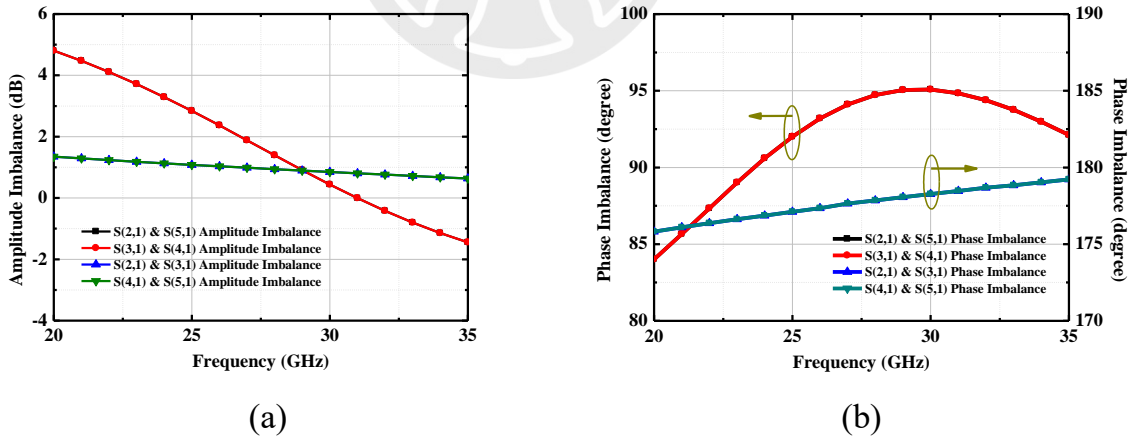 Amplitude Imbalance (dB)
6
4
2
0
-2
-4
S(2,1) & S(5,1) Amplitude Imbalance
S(3,1) & S(4,1) Amplitude Imbalance
S(2,1) & S(3,1) Amplitude Imbalance
S(4,1) & S(5,1) Amplitude Imbalance
20 25 30 35
Frequency (GHz)
(a)
Phase Imbalance (degree)
100
95
90
85
80
190
185
180
175
170
Phase Imbalance (degree)
S(2,1) & S(5,1) Phase Imbalance
S(3,1) & S(4,1) Phase Imbalance
S(2,1) & S(3,1) Phase Imbalance
S(4,1) & S(5,1) Phase Imbalance
20 25 30 35
Frequency (GHz)
(b)